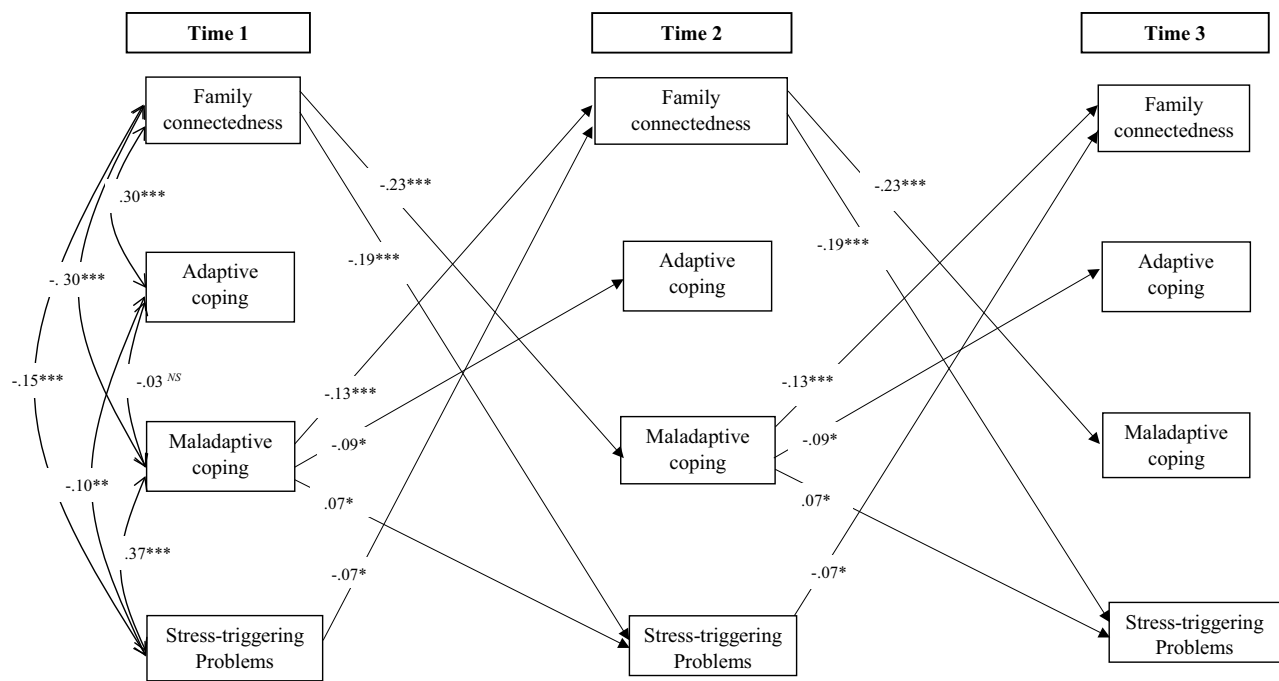 Time 1
Time 2
Time 3
Family
connectedness
Family
connectedness
Family
connectedness
-.23***
-.23***
.30***
-.19***
-.19***
Adaptive
coping
Adaptive
coping
Adaptive
coping
-. 30***
-.15***
-.03 NS
-.13***
-.13***
Maladaptive
coping
-.09*
Maladaptive
coping
-.09*
Maladaptive
coping
-.10**
.07*
.07*
.37***
-.07*
-.07*
Stress-triggering
Problems
Stress-triggering
Problems
Stress-triggering
Problems